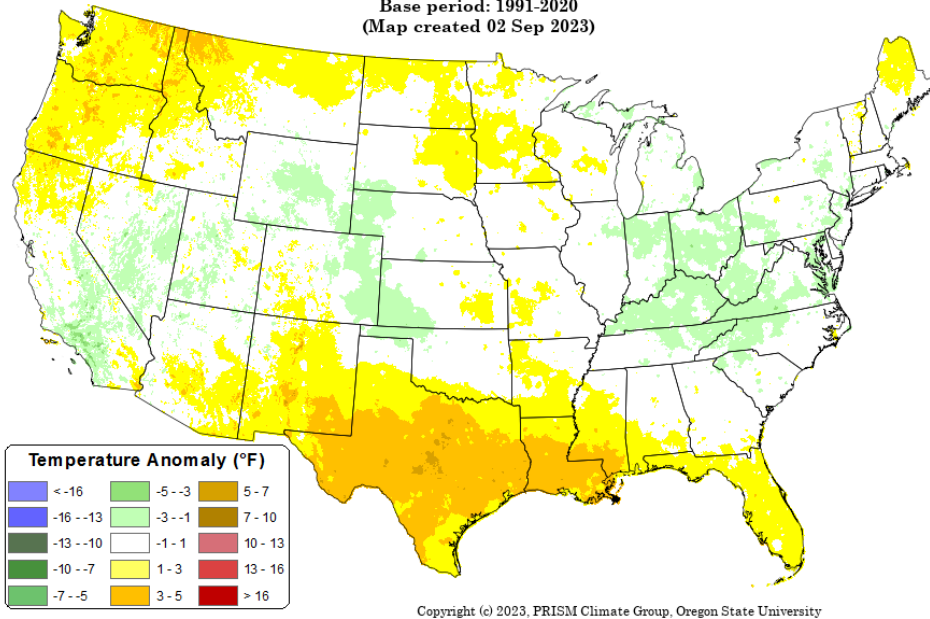 Base period: 1991-2020
(Map created 02 Sep 2023)
Temperature Anomaly (°F)
< -16
-5 - -3
5 - 7
-16 - -13
-3 - -1
7 - 10
-13 - -10
-1 - 1
10 - 13
-10 - -7
1 - 3
13 - 16
-7 - -5
3 - 5
> 16
Copyright (c) 2023, PRISM Climate Group, Oregon State University